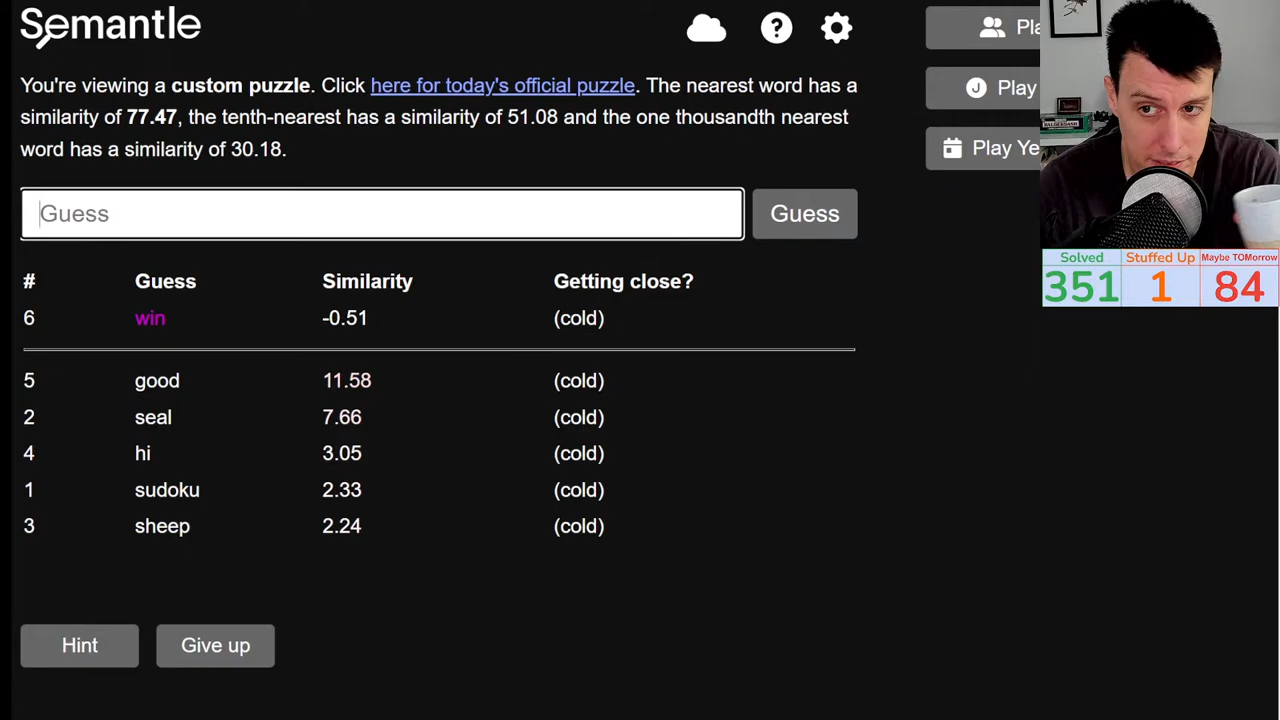 Semantle
You're viewing a custom puzzle. Click here for today's official puzzle. The nearest word has a
similarity of 77.47, the tenth-nearest has a similarity of 51.08 and the one thousandth nearest
word has a similarity of 30.18.
Guess Guess
# Guess Similarity Getting close?
6 win -0.51 (cold)
5 good 11.58 (cold)
2 seal 7.66 (cold)
4 hi 3.05 (cold)
1 sudoku 2.33 (cold)
3 sheep 2.24 (cold)
Hint Give up
Pla
J Play
Play Ye
Solved Stuffed Up Maybe TOMorrow
351 1 84